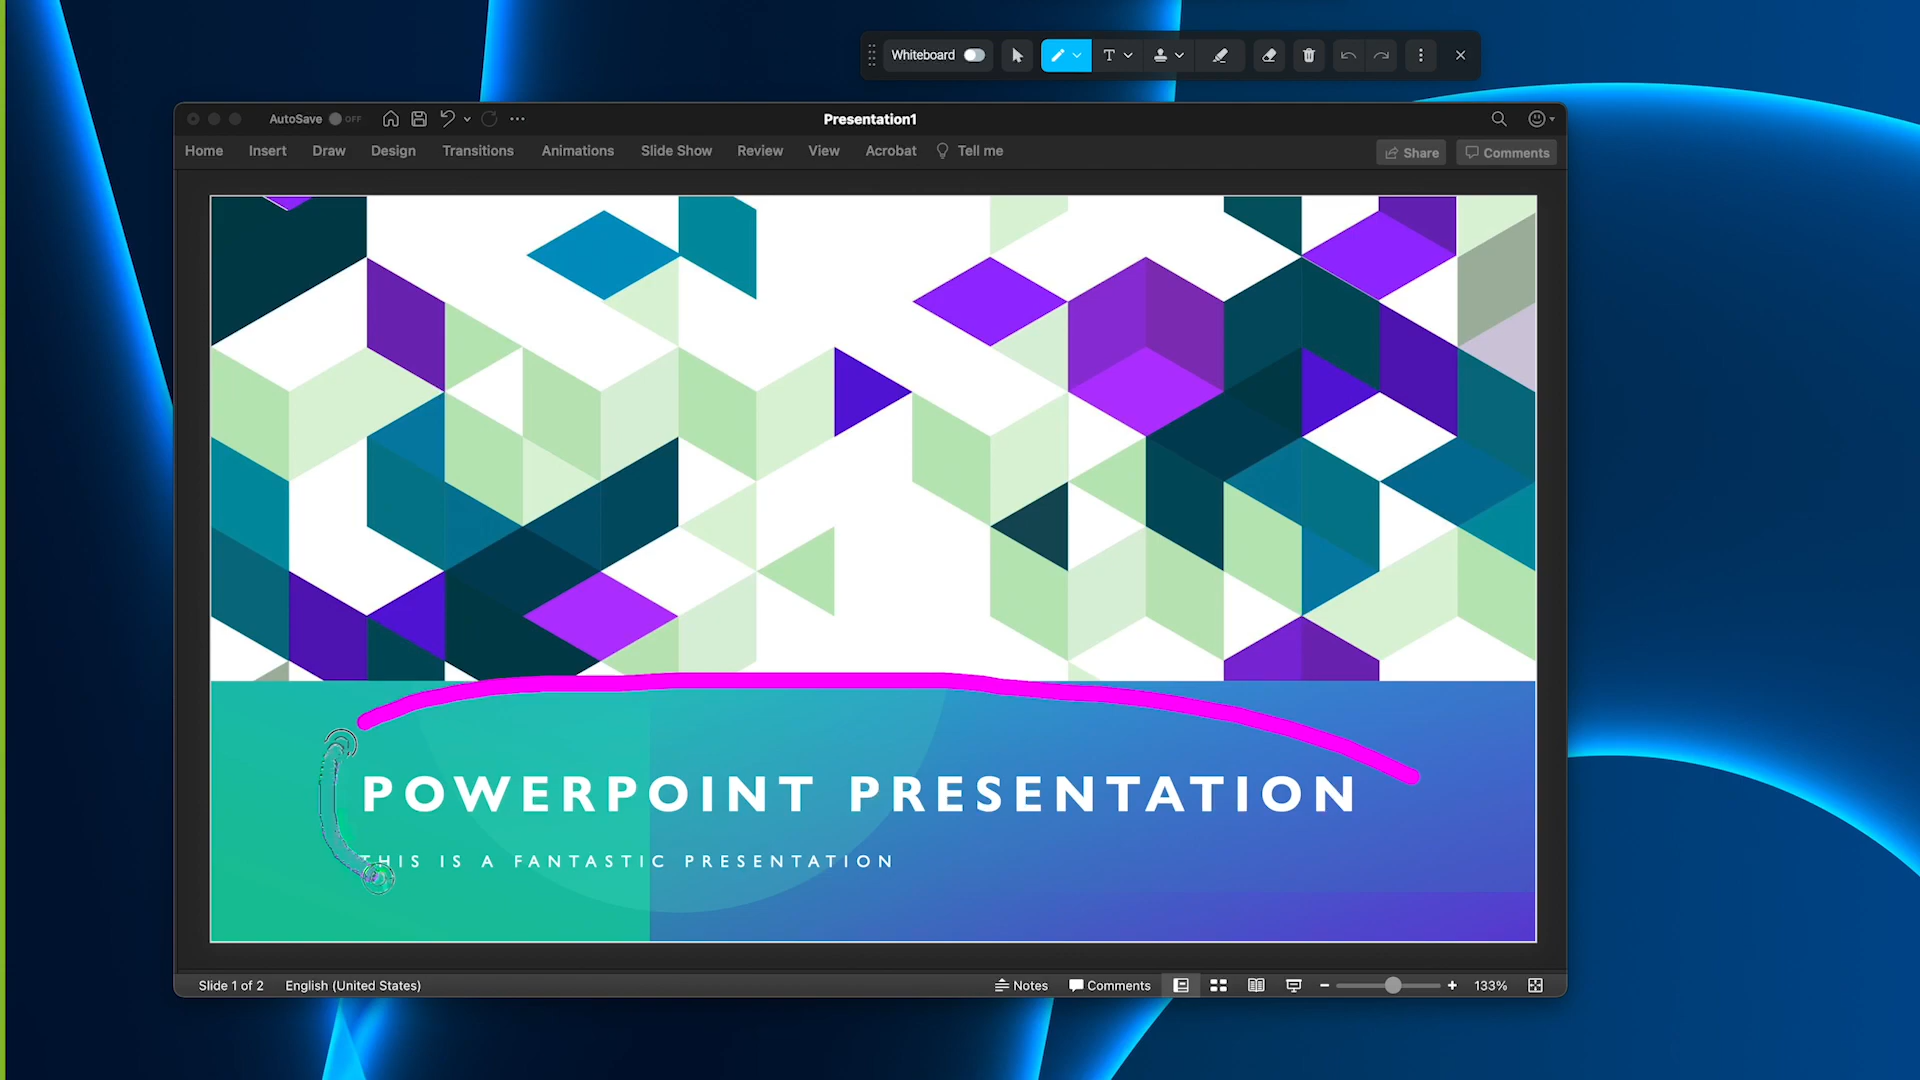 Whiteboard
AutoSave OFF
Presentation1
Home Insert Draw Design Transitions Animations Slide Show Review View Acrobat Tell me
Share Comments
POWERPOINT PRESENTATION
THIS IS A FANTASTIC PRESENTATION
Slide 1 of 2 English (United States)
Notes Comments 133%